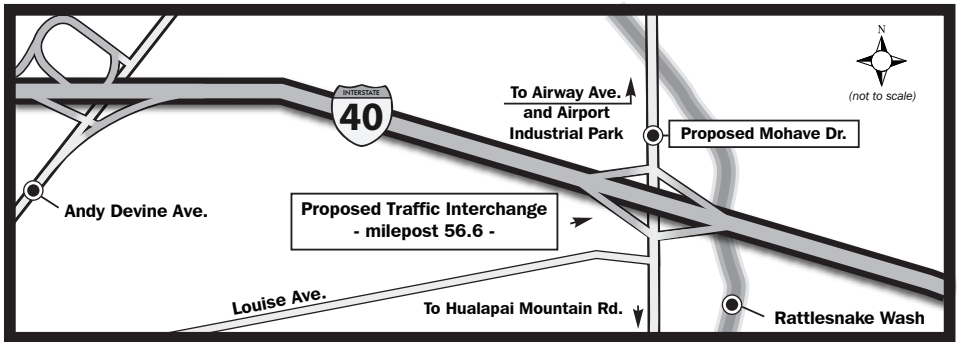 N
(not to scale)
INTERSTATE
40
To Airway Ave.
and Airport
Industrial Park
Proposed Mohave Dr.
Andy Devine Ave.
Proposed Traffic Interchange
- milepost 56.6 -
Louise Ave.
To Hualapai Mountain Rd.
Rattlesnake Wash